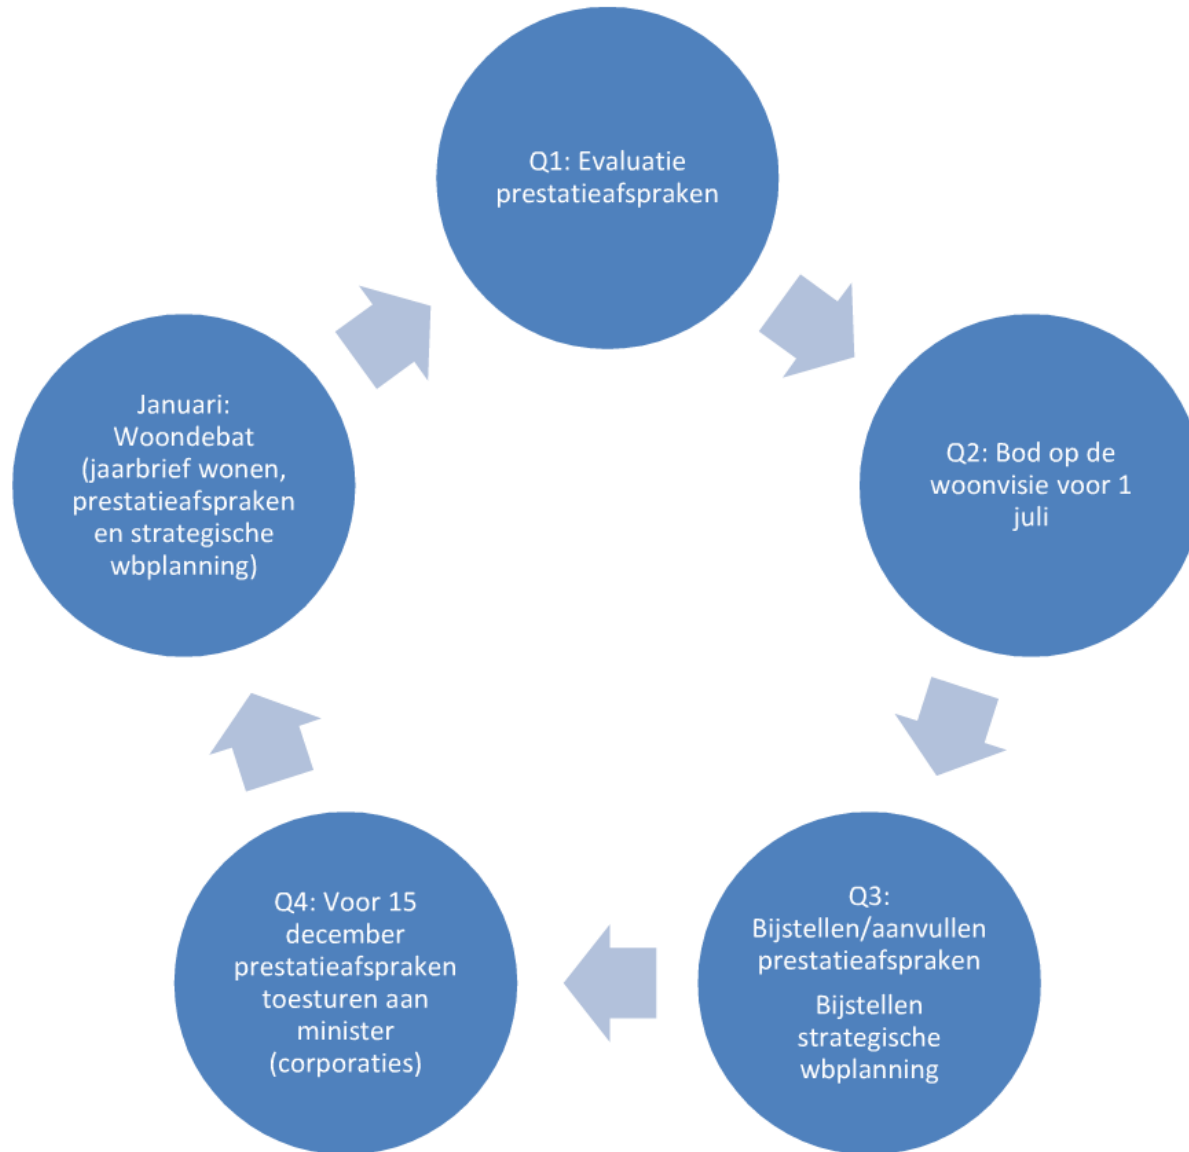 Q1: Evaluatie
prestatieafspraken
Q2: Bod op de
woonvisie voor 1
juli
Q3:
Bijstellen/aanvullen
prestatieafspraken
Bijstellen
strategische
wbplanning
Q4: Voor 15
december
prestatieafspraken
toesturen aan
minister
(corporaties)
Januari:
Woondebat
(jaarbrief wonen,
prestatieafspraken
en strategische
wbplanning)